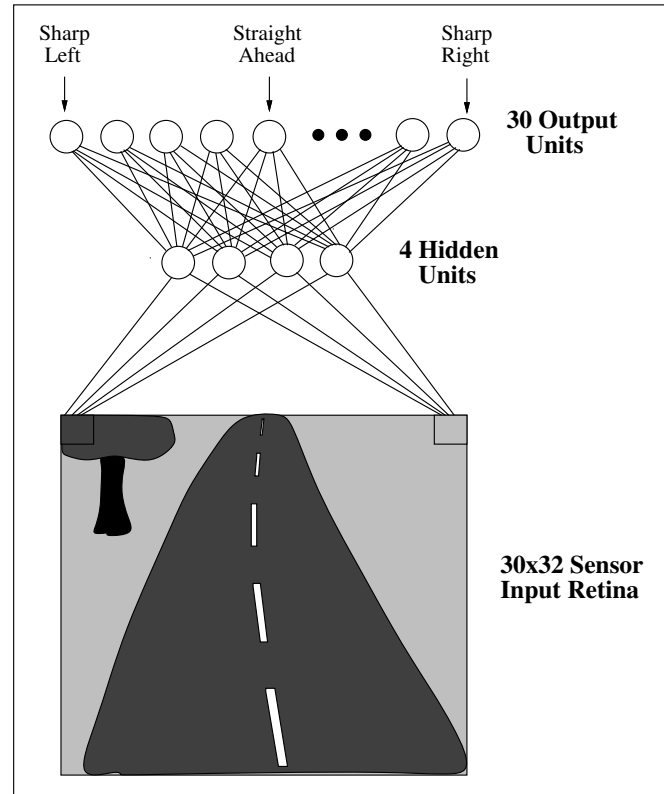 Sharp
Left
Straight
Ahead
Sharp
Right
30 Output
Units
4 Hidden
Units
30x32 Sensor
Input Retina